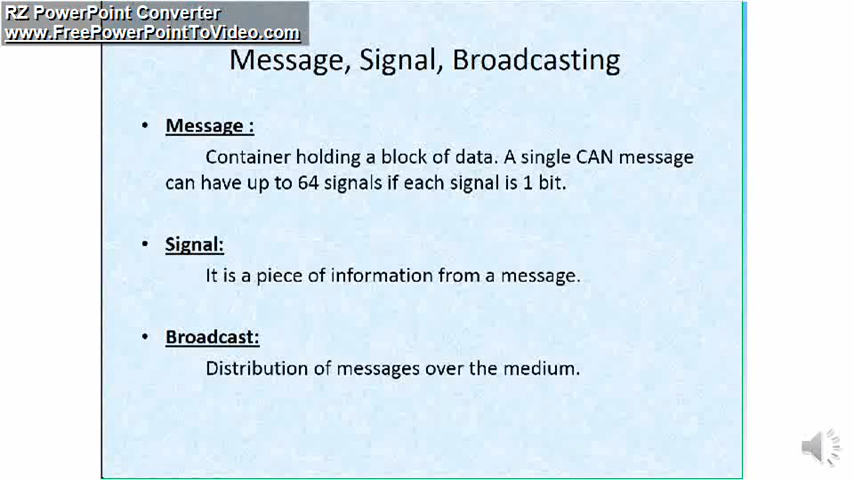 RZ PowerPoint Converter
www.FreePowerPointToVideo.com
Message, Signal, Broadcasting
• Message :
Container holding a block of data. A single CAN message
can have up to 64 signals if each signal is 1 bit.
• Signal:
It is a piece of information from a message.
• Broadcast:
Distribution of messages over the medium.